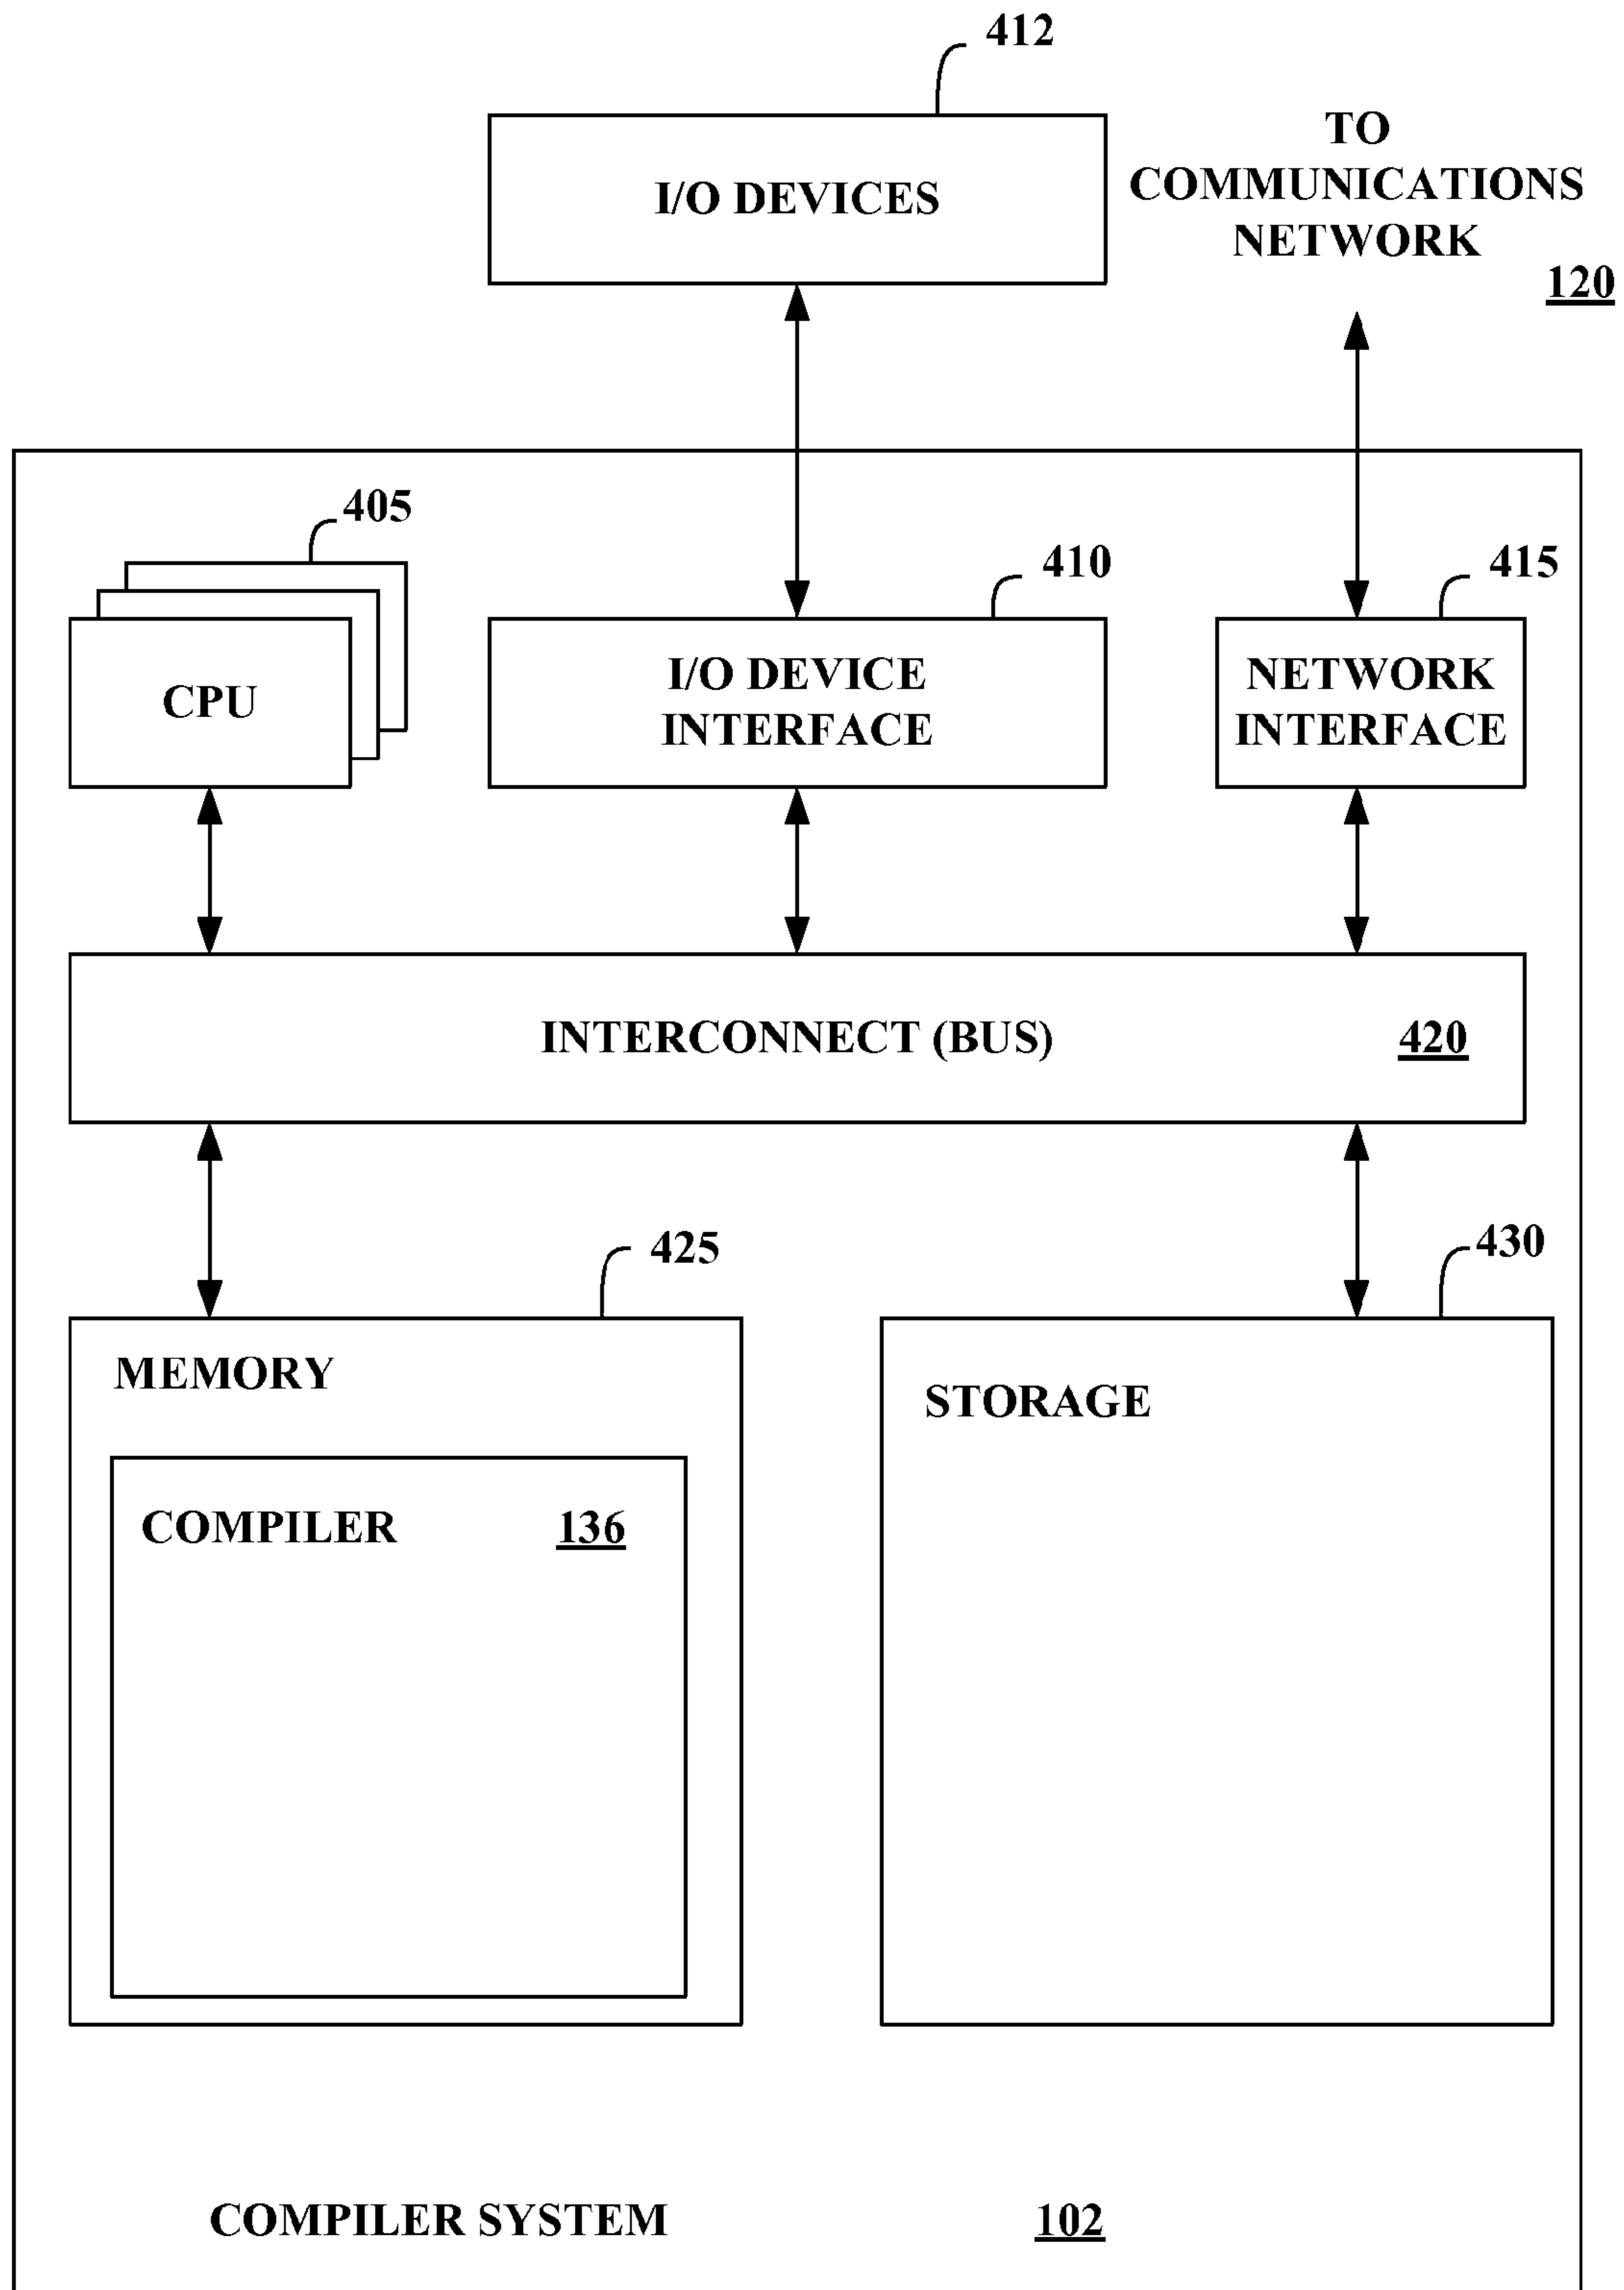 412
I/O DEVICES
TO
COMMUNICATIONS
NETWORK
120
405
410
415
CPU
I/O DEVICE
INTERFACE
NETWORK
INTERFACE
INTERCONNECT (BUS)
420
425
430
MEMORY
STORAGE
COMPILER
136
COMPILER SYSTEM
102